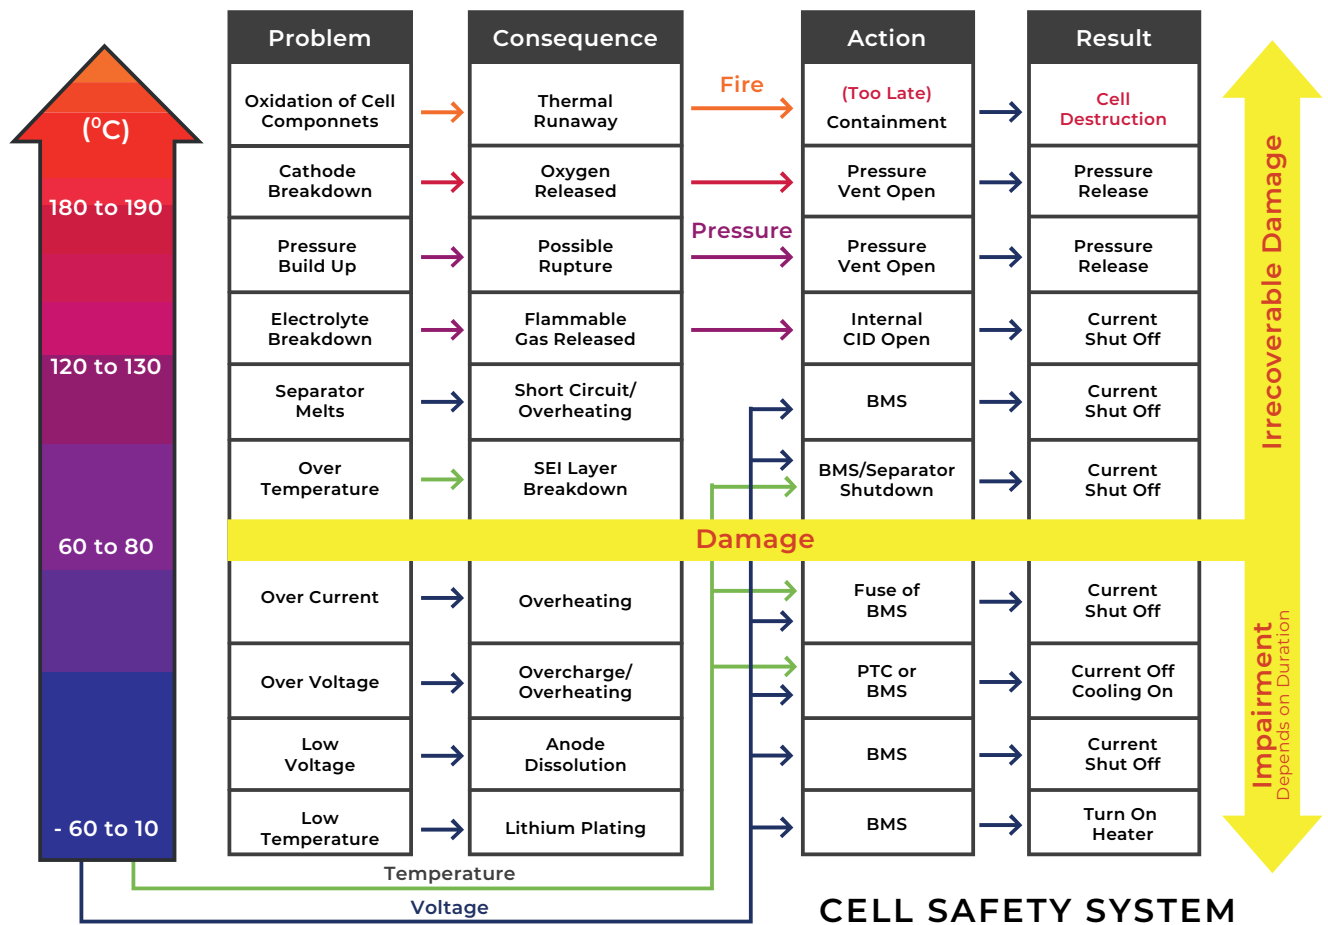 Problem
Consequence
Action
Result
(⁰C)
180 to 190
120 to 130
60 to 80
- 60 to 10
Oxidation of Cell
Componnets
Thermal
Runaway
Fire
(Too Late)
Containment
Cell
Destruction
Cathode
Breakdown
Oxygen
Released
Pressure
Vent Open
Pressure
Release
Pressure
Build Up
Possible
Rupture
Pressure
Pressure
Vent Open
Pressure
Release
Electrolyte
Breakdown
Flammable
Gas Released
Internal
CID Open
Current
Shut Off
Separator
Melts
Short Circuit/
Overheating
BMS
Current
Shut Off
Over
Temperature
SEI Layer
Breakdown
BMS/Separator
Shutdown
Current
Shut Off
Damage
Over Current
Overheating
Fuse of
BMS
Current
Shut Off
Over Voltage
Overcharge/
Overheating
PTC or
BMS
Current Off
Cooling On
Low
Voltage
Anode
Dissolution
BMS
Current
Shut Off
Low
Temperature
Lithium Plating
BMS
Turn On
Heater
Irrecoverable Damage
Impairment
Depends on Duration
Temperature
Voltage
CELL SAFETY SYSTEM